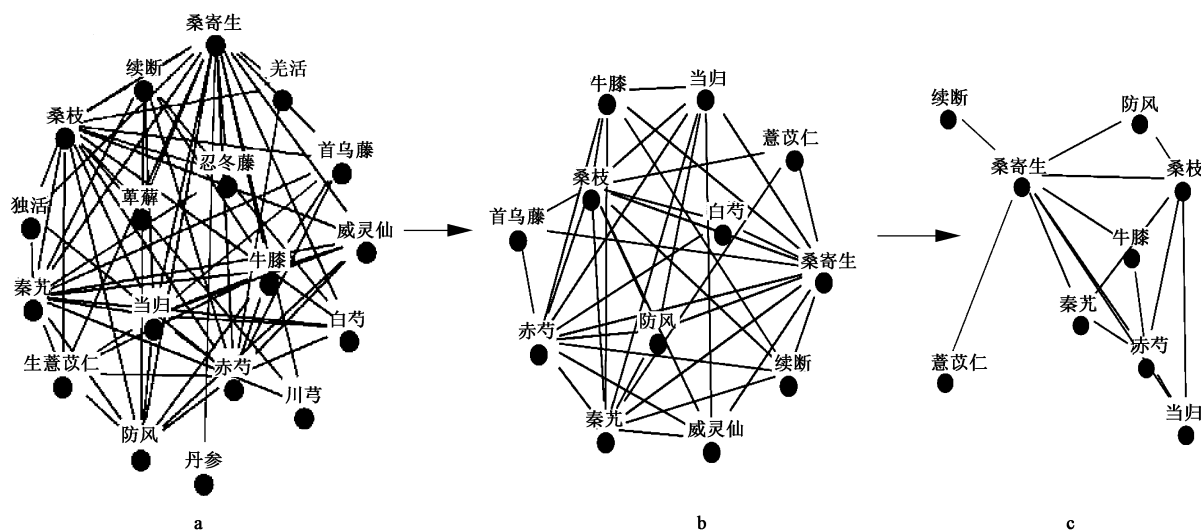 桑寄生
续断
羌活
桑枝
忍冬藤
首乌藤
独活
萆薢
威灵仙
牛膝
秦艽
当归
白芍
生薏苡仁
赤芍
川芎
防风
丹参
a
牛膝
当归
薏苡仁
桑枝
首乌藤
白芍
桑寄生
赤芍
防风
续断
秦艽
威灵仙
b
续断
防风
桑寄生
桑枝
牛膝
秦艽
赤芍
薏苡仁
当归
c